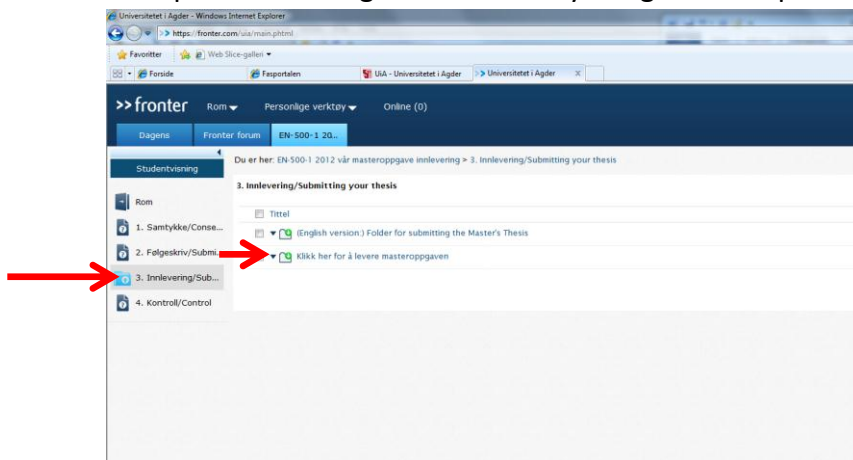 Universitetet i Agder - Windows Internet Explorer
>> https://fronter.com/uia/main.phtml
Favoritter Web Slice-galleri
Forside Fasportalen UiA - Universitetet i Agder >> Universitetet i Agder X
>> fronter Rom Personlige verktøy Online (0)
Dagens Fronter forum EN-500-1 20...
Studentvisning
Du er her: EN-500-1 2012 vår masteroppgave innlevering > 3. Innlevering/Submitting your thesis
3. Innlevering/Submitting your thesis
Rom
Tittel
1. Samtykke/Conse...
(English version:) Folder for submitting the Master's Thesis
2. Følgeskriv/Submi...
Klikk her for å levere masteroppgaven
3. Innlevering/Sub...
4. Kontroll/Control